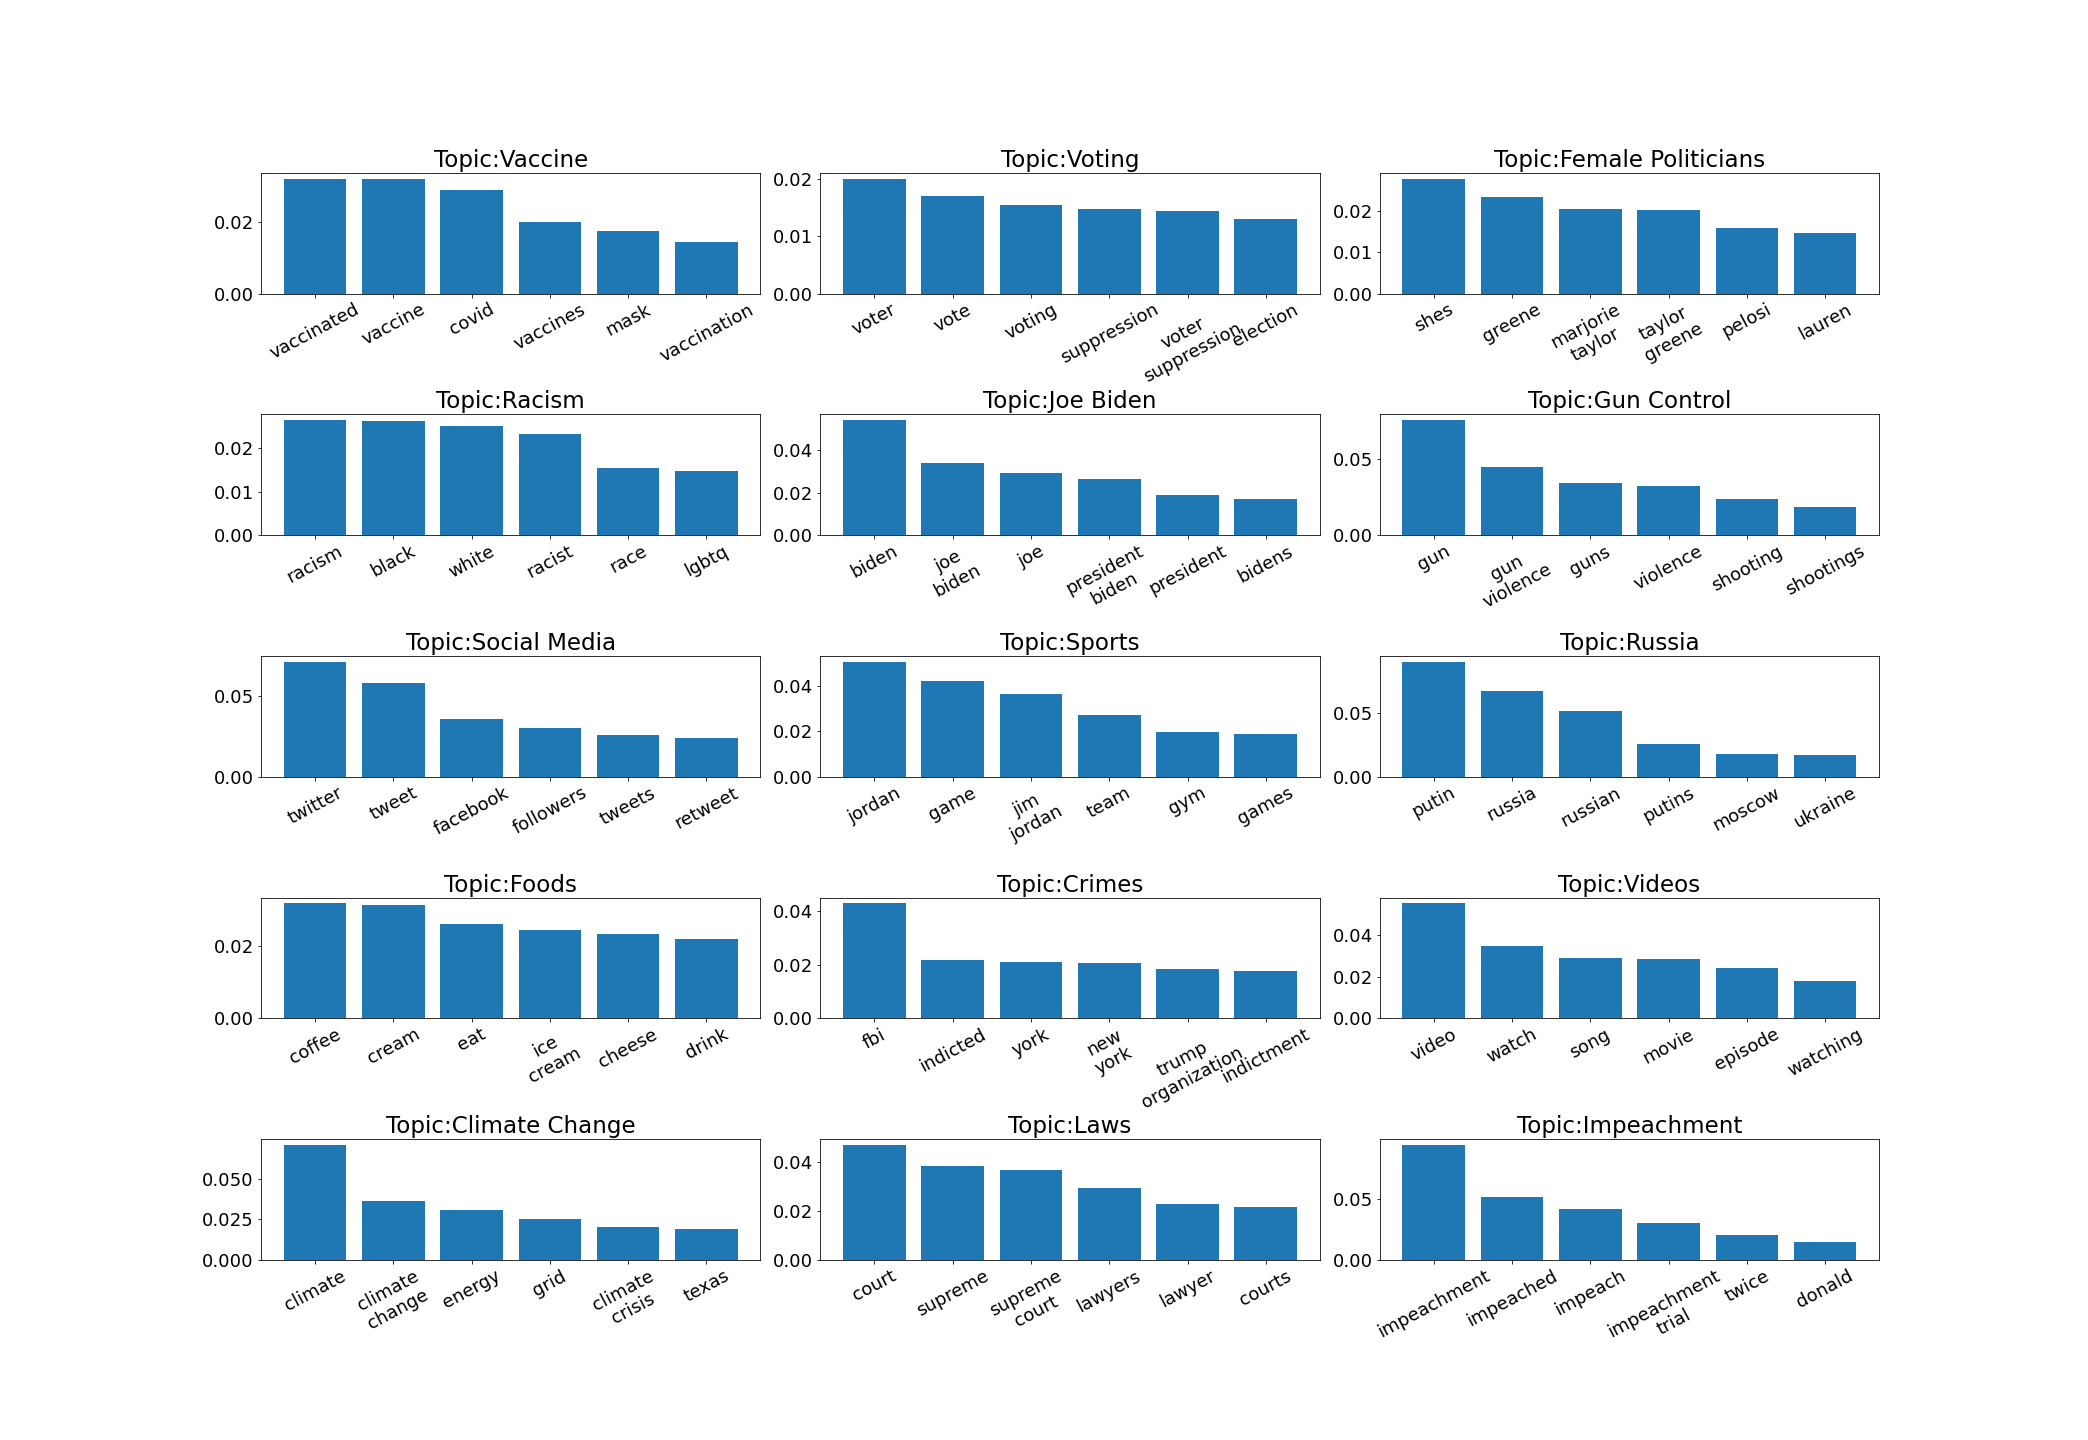 Topic:Vaccine
0.02
0.00
vaccinated
vaccine
covid
vaccines
mask
vaccination
Topic:Voting
0.02
0.01
0.00
voter
vote
voting
suppression
voter
suppression
election
Topic:Female Politicians
0.02
0.01
0.00
shes
greene
marjorie
taylor
taylor
greene
pelosi
lauren
Topic:Racism
0.02
0.01
0.00
racism
black
white
racist
race
lgbtq
Topic:Joe Biden
0.04
0.02
0.00
biden
joe
biden
joe
president
biden
president
bidens
Topic:Gun Control
0.05
0.00
gun
gun
violence
guns
violence
shooting
shootings
Topic:Social Media
0.05
0.00
twitter
tweet
facebook
followers
tweets
retweet
Topic:Sports
0.04
0.02
0.00
jordan
game
jim
jordan
team
gym
games
Topic:Russia
0.05
0.00
putin
russia
russian
putins
moscow
ukraine
Topic:Foods
0.02
0.00
coffee
cream
eat
ice
cream
cheese
drink
Topic:Crimes
0.04
0.02
0.00
fbi
indicted
york
new
york
trump
organization
indictment
Topic:Videos
0.04
0.02
0.00
video
watch
song
movie
episode
watching
Topic:Climate Change
0.050
0.025
0.000
climate
climate
change
energy
grid
climate
crisis
texas
Topic:Laws
0.04
0.02
0.00
court
supreme
supreme
court
lawyers
lawyer
courts
Topic:Impeachment
0.05
0.00
impeachment
impeached
impeach
impeachment
trial
twice
donald